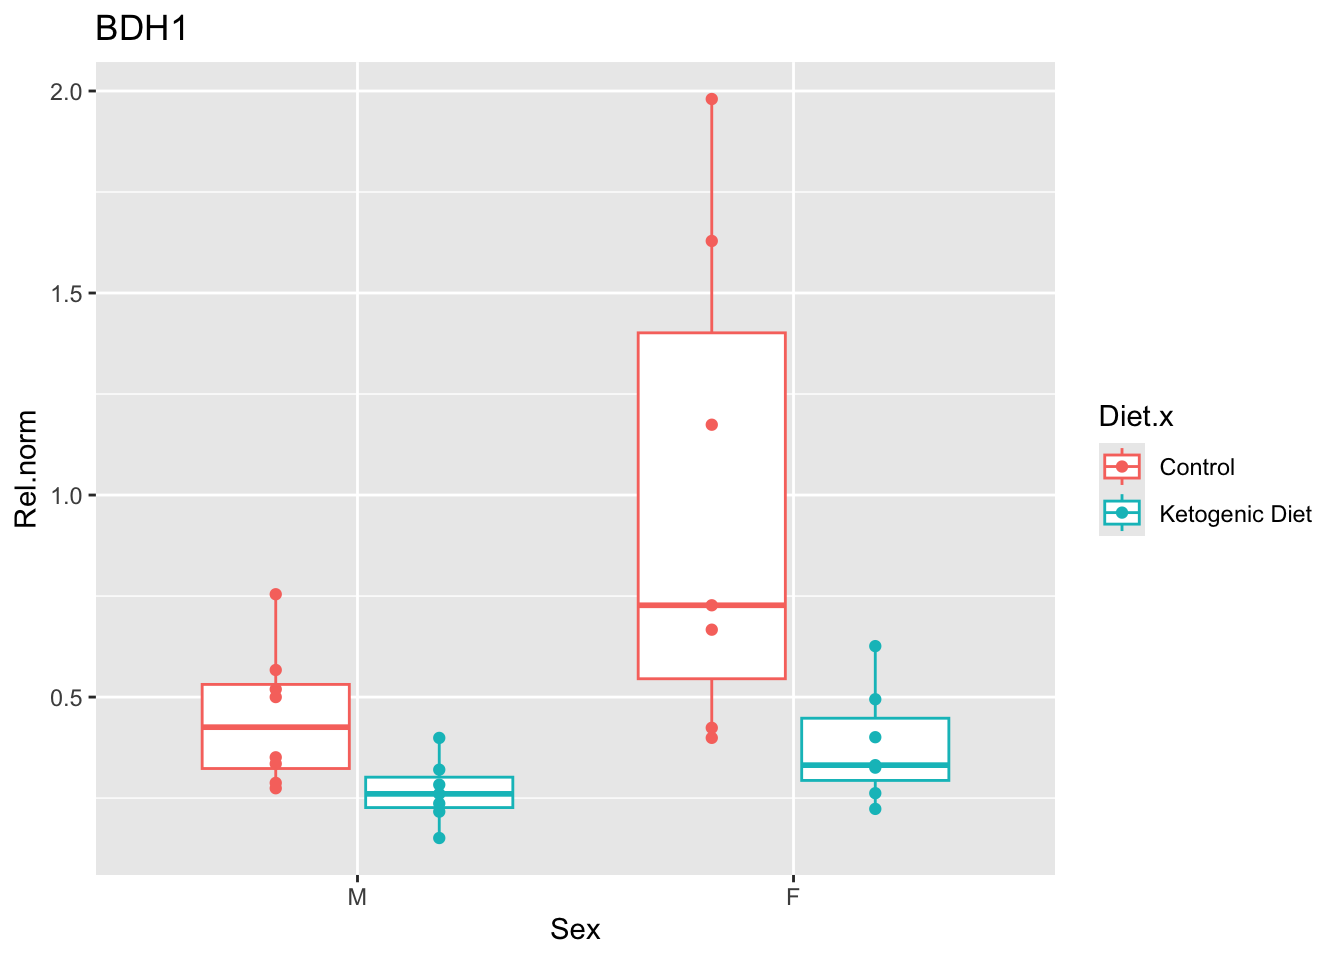 BDH1
2.0
1.5
1.0
0.5
Rel.norm
M
F
Sex
Diet.x
Control
Ketogenic Diet